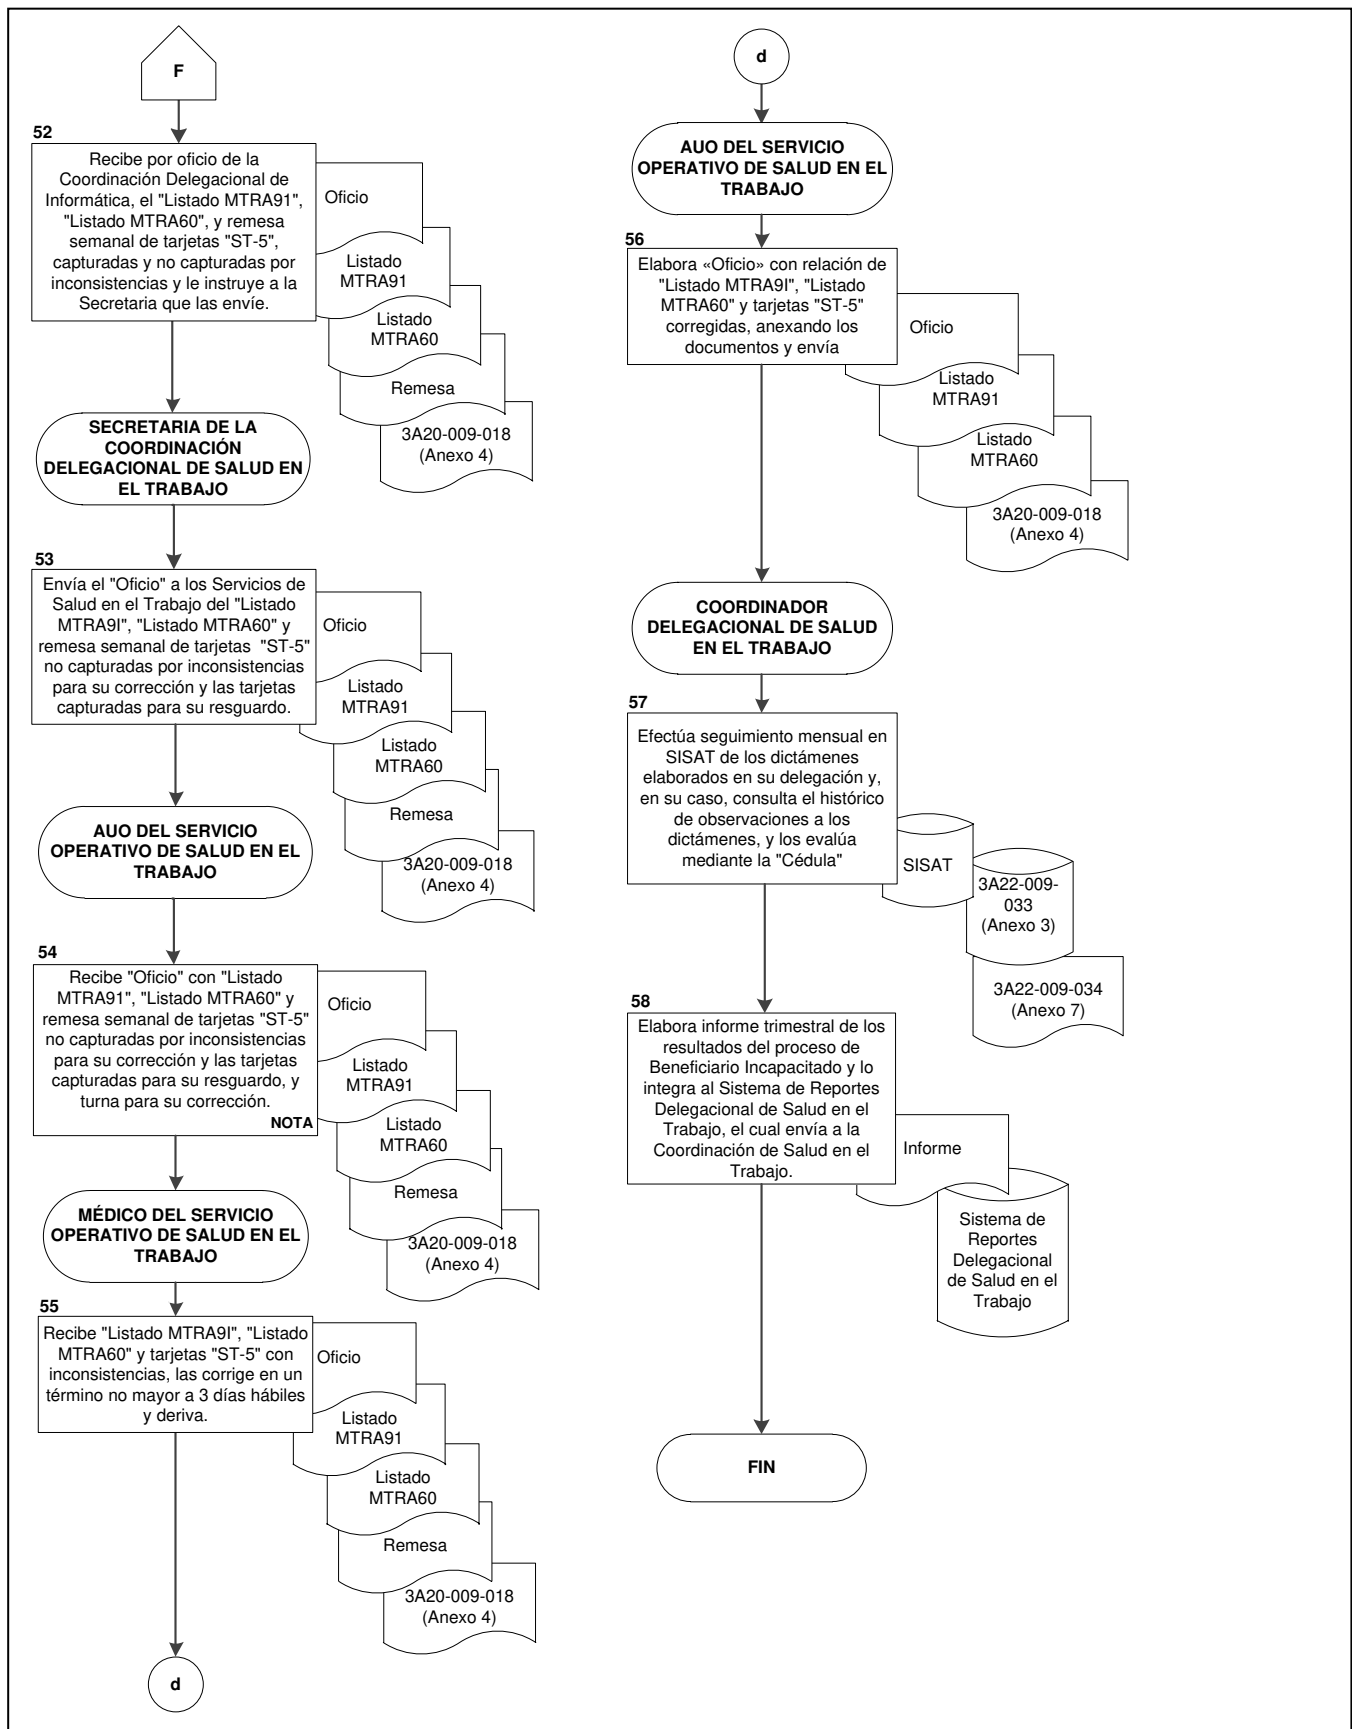 F
52
Recibe por oficio de la
Coordinación Delegacional de
Informática, el "Listado MTRA91",
"Listado MTRA60", y remesa
semanal de tarjetas "ST-5",
capturadas y no capturadas por
inconsistencias y le instruye a la
Secretaria que las envíe.
Oficio
Listado
MTRA91
Listado
MTRA60
Remesa
3A20-009-018
(Anexo 4)
SECRETARIA DE LA
COORDINACIÓN
DELEGACIONAL DE SALUD EN
EL TRABAJO
53
Envía el "Oficio" a los Servicios de
Salud en el Trabajo del "Listado
MTRA9I", "Listado MTRA60" y
remesa semanal de tarjetas "ST-5"
no capturadas por inconsistencias
para su corrección y las tarjetas
capturadas para su resguardo.
Oficio
Listado
MTRA91
Listado
MTRA60
Remesa
3A20-009-018
(Anexo 4)
AUO DEL SERVICIO
OPERATIVO DE SALUD EN EL
TRABAJO
54
Recibe "Oficio" con "Listado
MTRA91", "Listado MTRA60" y
remesa semanal de tarjetas "ST-5"
no capturadas por inconsistencias
para su corrección y las tarjetas
capturadas para su resguardo, y
turna para su corrección.
NOTA
Oficio
Listado
MTRA91
Listado
MTRA60
Remesa
3A20-009-018
(Anexo 4)
MÉDICO DEL SERVICIO
OPERATIVO DE SALUD EN EL
TRABAJO
55
Recibe "Listado MTRA9I", "Listado
MTRA60" y tarjetas "ST-5" con
inconsistencias, las corrige en un
término no mayor a 3 días hábiles
y deriva.
Oficio
Listado
MTRA91
Listado
MTRA60
Remesa
3A20-009-018
(Anexo 4)
d
d
AUO DEL SERVICIO
OPERATIVO DE SALUD EN EL
TRABAJO
56
Elabora «Oficio» con relación de
"Listado MTRA9I", "Listado
MTRA60" y tarjetas "ST-5"
corregidas, anexando los
documentos y envía
Oficio
Listado
MTRA91
Listado
MTRA60
3A20-009-018
(Anexo 4)
COORDINADOR
DELEGACIONAL DE SALUD
EN EL TRABAJO
57
Efectúa seguimiento mensual en
SISAT de los dictámenes
elaborados en su delegación y,
en su caso, consulta el histórico
de observaciones a los
dictámenes, y los evalúa
mediante la "Cédula"
SISAT
3A22-009-
033
(Anexo 3)
3A22-009-034
(Anexo 7)
58
Elabora informe trimestral de los
resultados del proceso de
Beneficiario Incapacitado y lo
integra al Sistema de Reportes
Delegacional de Salud en el
Trabajo, el cual envía a la
Coordinación de Salud en el
Trabajo.
Informe
Sistema de
Reportes
Delegacional
de Salud en el
Trabajo
FIN